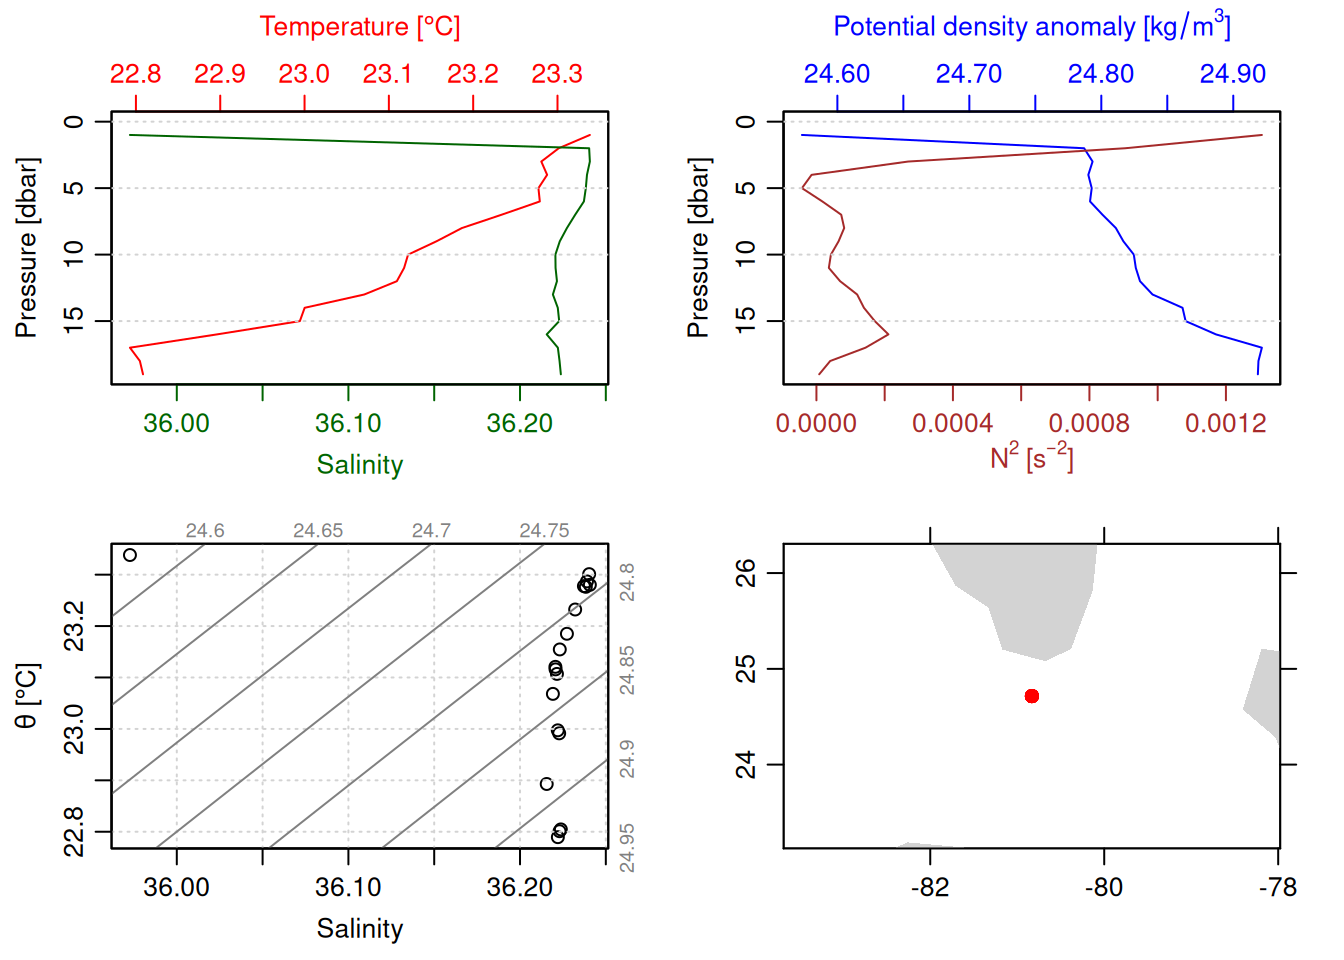 Temperature [°C]
22.8 22.9 23.0 23.1 23.2 23.3
Pressure [dbar]
0
5
10
15
36.00 36.10 36.20
Salinity
Potential density anomaly [kg/m³]
24.60 24.70 24.80 24.90
Pressure [dbar]
0
5
10
15
0.0000 0.0004 0.0008 0.0012
N² [s⁻²]
24.6 24.65 24.7 24.75
24.8
24.85
24.9
24.95
θ [°C]
23.2
23.0
22.8
36.00 36.10 36.20
Salinity
26
25
24
-82 -80 -78